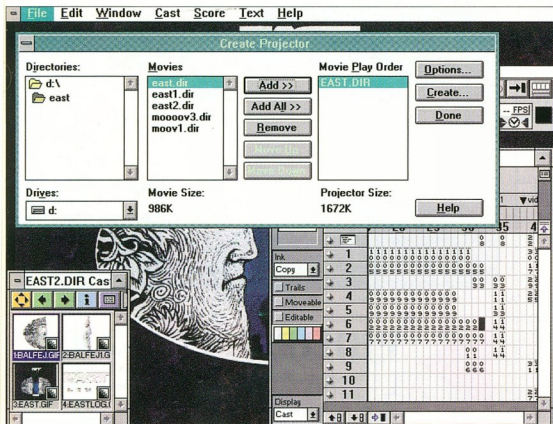 File Edit Window Cast Score Text Help
Create Projector
Directories:
d:\
east
Movies
east.dir
east1.dir
east2.dir
moooov3.dir
moov1.dir
Add >>
Add All >>
Remove
Move Up
Move Down
Movie Play Order
EAST.DIR
Options...
Create...
Done
Drives:
d:
Movie Size:
986K
Projector Size:
1672K
Help
FPS
Ink
Copy
Trails
Moveable
Editable
Display
Cast
1
2
3
4
5
6
7
8
9
10
11
EAST2.DIR Cas
1:BALFEJ.GIF
2:BALFEJ.G
3:EAST.GIF
4:EASTLOG.